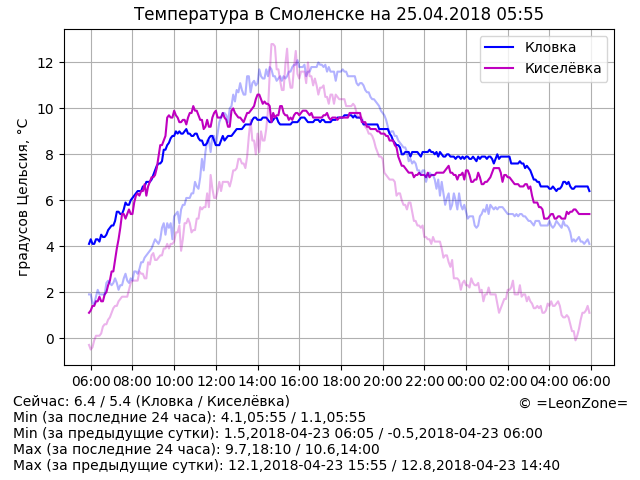 Температура в Смоленске на 25.04.2018 05:55
Кловка
Киселёвка
градусов Цельсия, °C
12
10
8
6
4
2
0
06:00 08:00 10:00 12:00 14:00 16:00 18:00 20:00 22:00 00:00 02:00 04:00 06:00
Сейчас: 6.4 / 5.4 (Кловка / Киселёвка)
© =LeonZone=
Min (за последние 24 часа): 4.1,05:55 / 1.1,05:55
Min (за предыдущие сутки): 1.5,2018-04-23 06:05 / -0.5,2018-04-23 06:00
Max (за последние 24 часа): 9.7,18:10 / 10.6,14:00
Max (за предыдущие сутки): 12.1,2018-04-23 15:55 / 12.8,2018-04-23 14:40